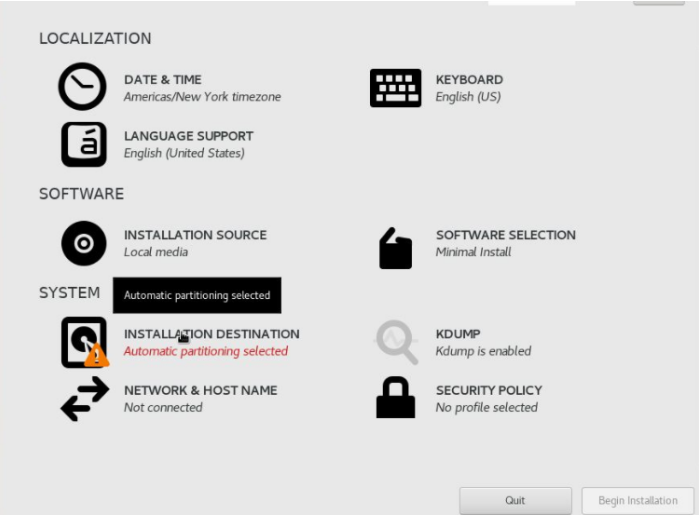 LOCALIZATION
DATE & TIME
Americas/New York timezone
KEYBOARD
English (US)
LANGUAGE SUPPORT
English (United States)
SOFTWARE
INSTALLATION SOURCE
Local media
SOFTWARE SELECTION
Minimal Install
SYSTEM
Automatic partitioning selected
INSTALLATION DESTINATION
Automatic partitioning selected
KDUMP
Kdump is enabled
NETWORK & HOST NAME
Not connected
SECURITY POLICY
No profile selected
Quit
Begin Installation